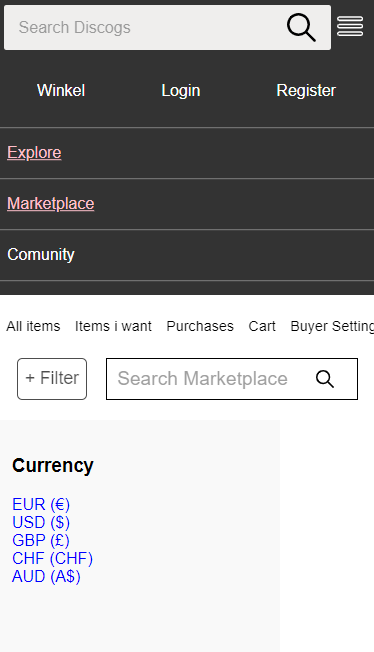 Search Discogs
Winkel Login Register
Explore
Marketplace
Comunity
All items Items i want Purchases Cart Buyer Setting
+ Filter Search Marketplace
Currency
EUR (€)
USD ($)
GBP (£)
CHF (CHF)
AUD (A$)